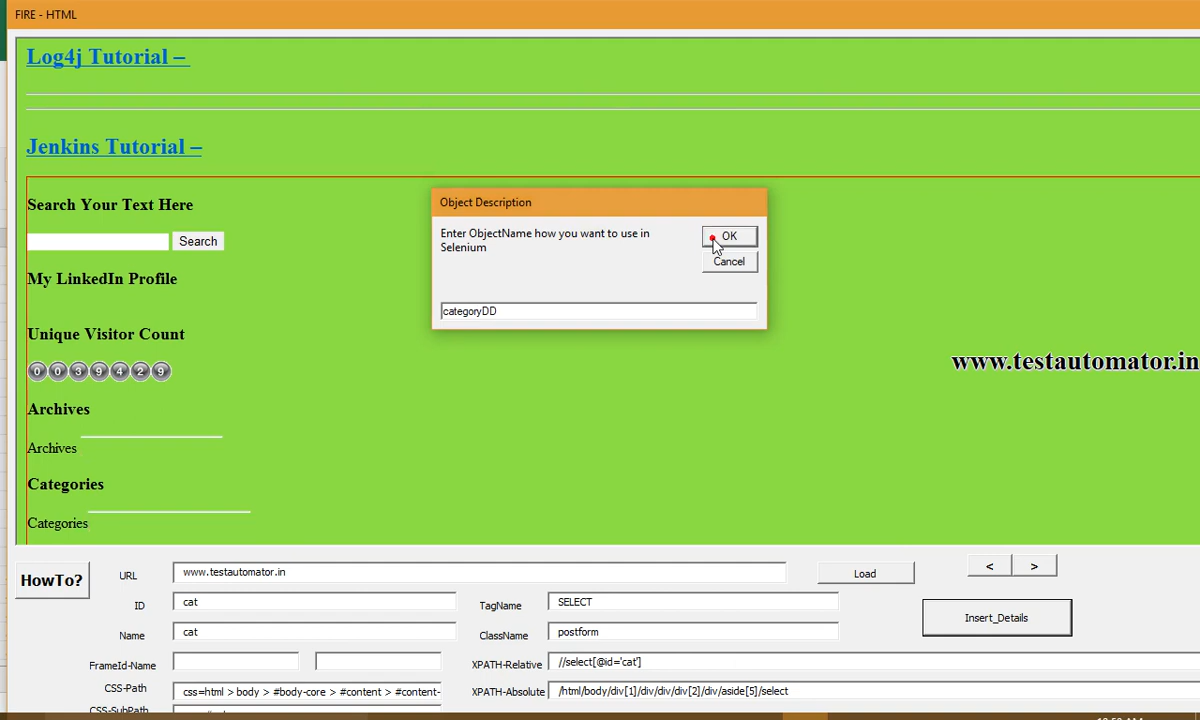 FIRE - HTML
Log4j Tutorial –
Jenkins Tutorial –
Search Your Text Here
Search
My LinkedIn Profile
Unique Visitor Count
0 0 3 9 4 2 9
Archives
Archives
Categories
Categories
Object Description
Enter ObjectName how you want to use in
Selenium
OK
Cancel
categoryDD
www.testautomator.in
HowTo?
URL www.testautomator.in Load < >
ID cat TagName SELECT Insert_Details
Name cat ClassName postform
FrameId-Name XPATH-Relative //select[@id='cat']
CSS-Path css=html > body > #body-core > #content > #content- XPATH-Absolute /html/body/div[1]/div/div/div[2]/div/aside[5]/select
CSS-SubPath